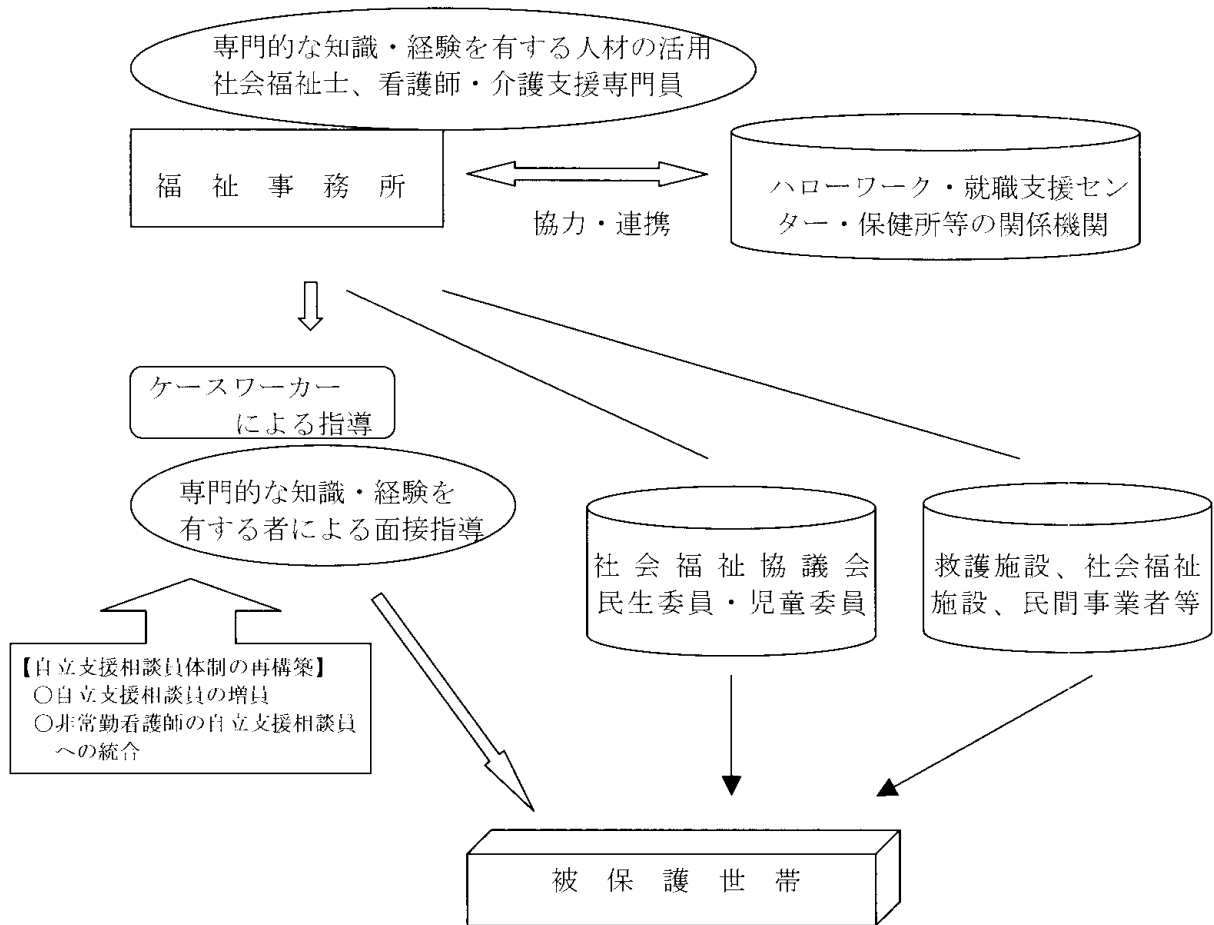 専門的な知識・経験を有する人材の活用
社会福祉士、看護師・介護支援専門員
福祉事務所
協力・連携
ハローワーク・就職支援セン
ター・保健所等の関係機関
ケースワーカー
による指導
専門的な知識・経験を
有する者による面接指導
社会福祉協議会
民生委員・児童委員
救護施設、社会福祉
施設、民間事業者等
【自立支援相談員体制の再構築】
○自立支援相談員の増員
○非常勤看護師の自立支援相談員
への統合
被保護世帯